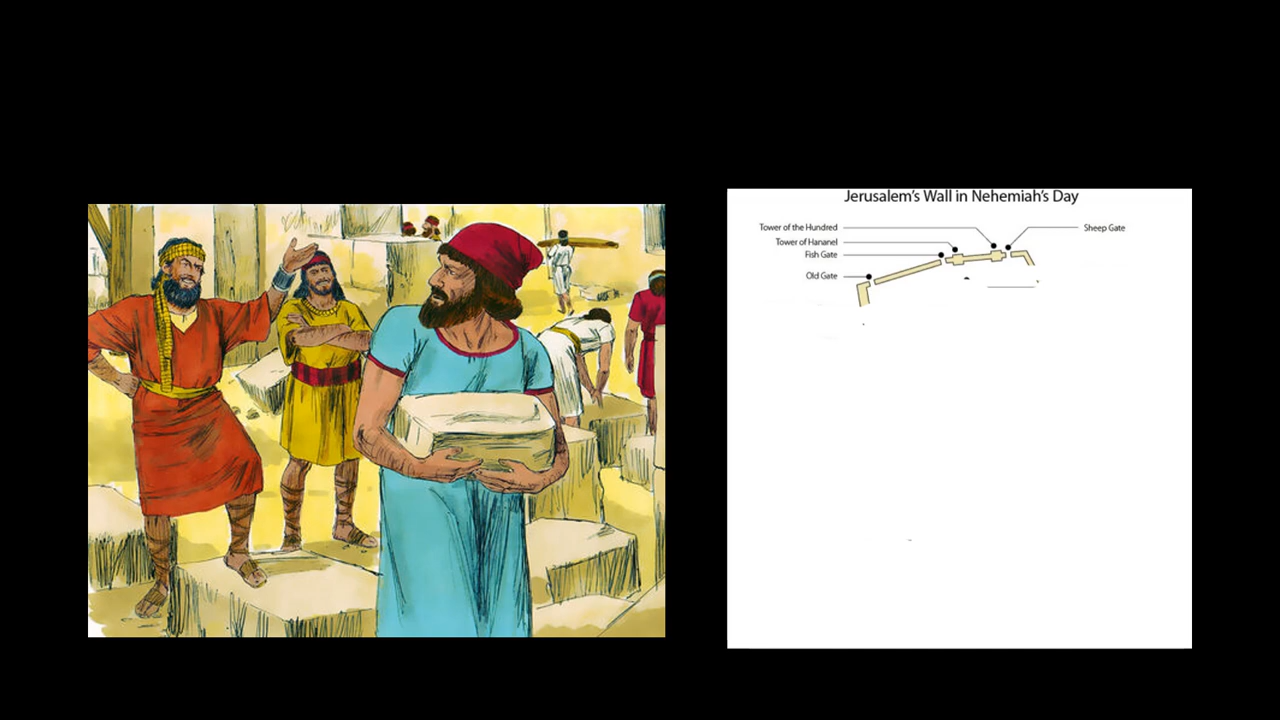 Jerusalem's Wall in Nehemiah's Day
Tower of the Hundred
Sheep Gate
Tower of Hananel
Fish Gate
Old Gate